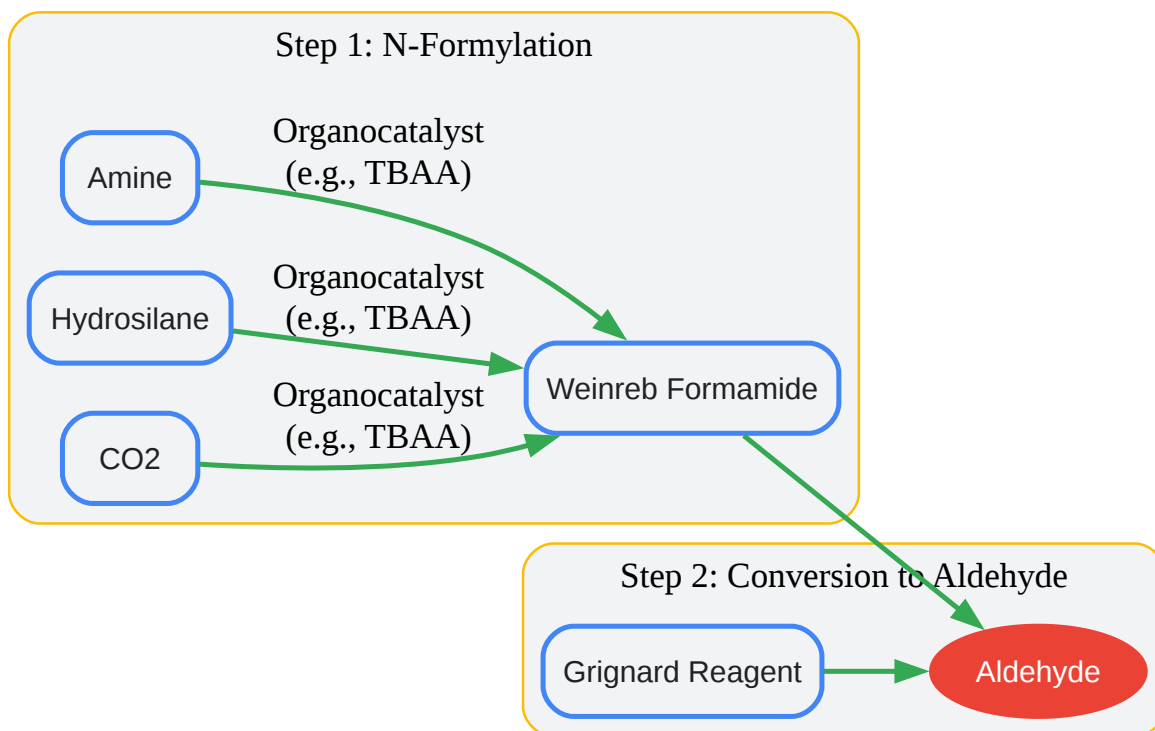 Step 1: N-Formylation
Organocatalyst
(e.g., TBAA)
Amine
Organocatalyst
(e.g., TBAA)
Hydrosilane
Weinreb Formamide
Organocatalyst
(e.g., TBAA)
CO2
Step 2: Conversion to Aldehyde
Grignard Reagent
Aldehyde